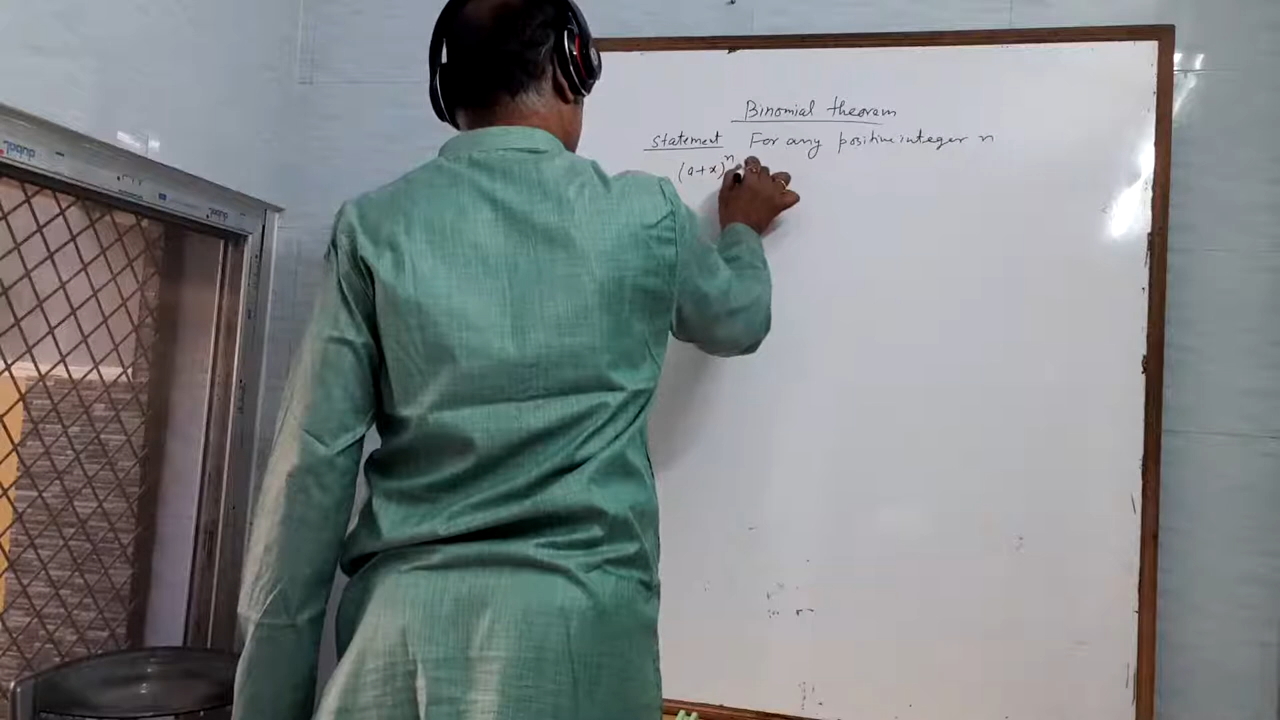 Binomial theorem
statement For any positive integer n
(a+x)^n